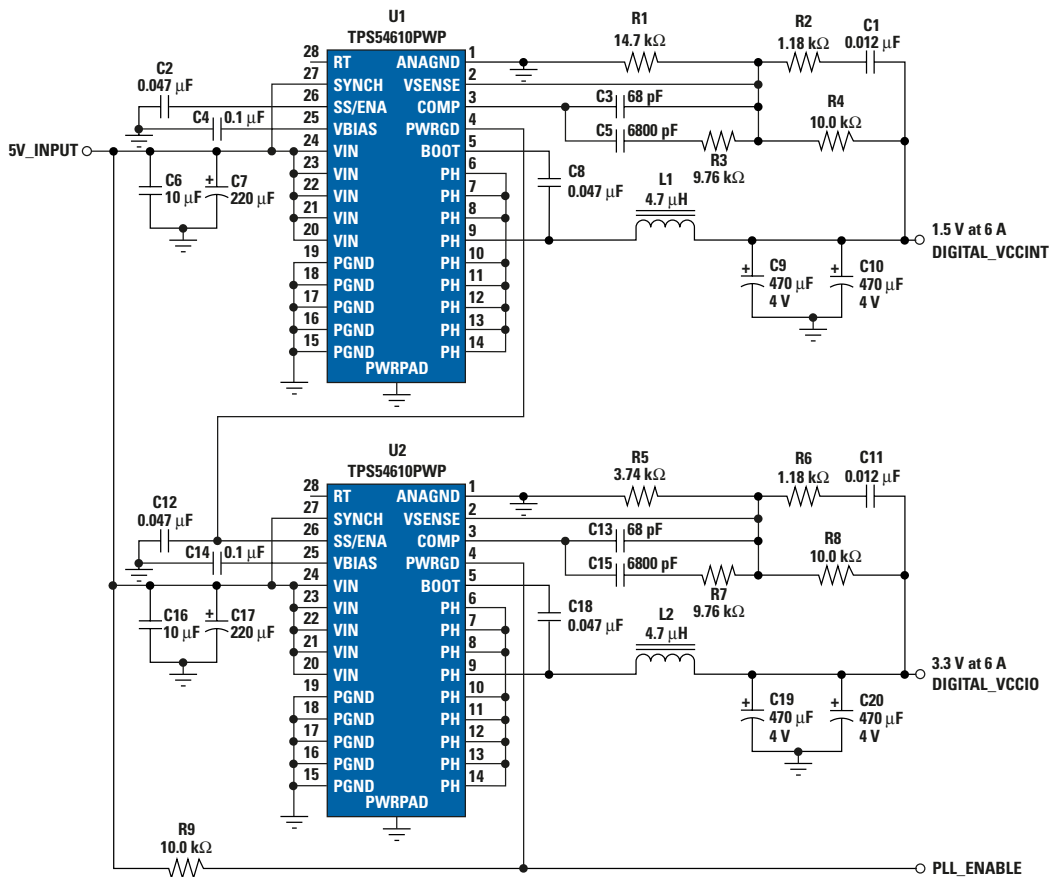 U1
TPS54610PWP
28 RT ANAGND 1
27 SYNCH VSENSE 2
26 SS/ENA COMP 3
25 VBIAS PWRGD 4
24 VIN BOOT 5
23 VIN PH 6
22 VIN PH 7
21 VIN PH 8
20 VIN PH 9
19 PGND PH 10
18 PGND PH 11
17 PGND PH 12
16 PGND PH 13
15 PGND PH 14
PWRPAD
C2
0.047 μF
C4 0.1 μF
5V_INPUT
C6
10 μF
+ C7
220 μF
R1
14.7 kΩ
R2
1.18 kΩ
C1
0.012 μF
C3 68 pF
C5 6800 pF
R3
9.76 kΩ
R4
10.0 kΩ
C8
0.047 μF
L1
4.7 μH
+ C9
470 μF
4 V
+ C10
470 μF
4 V
1.5 V at 6 A
DIGITAL_VCCINT
U2
TPS54610PWP
28 RT ANAGND 1
27 SYNCH VSENSE 2
26 SS/ENA COMP 3
25 VBIAS PWRGD 4
24 VIN BOOT 5
23 VIN PH 6
22 VIN PH 7
21 VIN PH 8
20 VIN PH 9
19 PGND PH 10
18 PGND PH 11
17 PGND PH 12
16 PGND PH 13
15 PGND PH 14
PWRPAD
C12
0.047 μF
C14 0.1 μF
C16
10 μF
+ C17
220 μF
R5
3.74 kΩ
R6
1.18 kΩ
C11
0.012 μF
C13 68 pF
C15 6800 pF
R7
9.76 kΩ
R8
10.0 kΩ
C18
0.047 μF
L2
4.7 μH
+ C19
470 μF
4 V
+ C20
470 μF
4 V
3.3 V at 6 A
DIGITAL_VCCIO
R9
10.0 kΩ
PLL_ENABLE